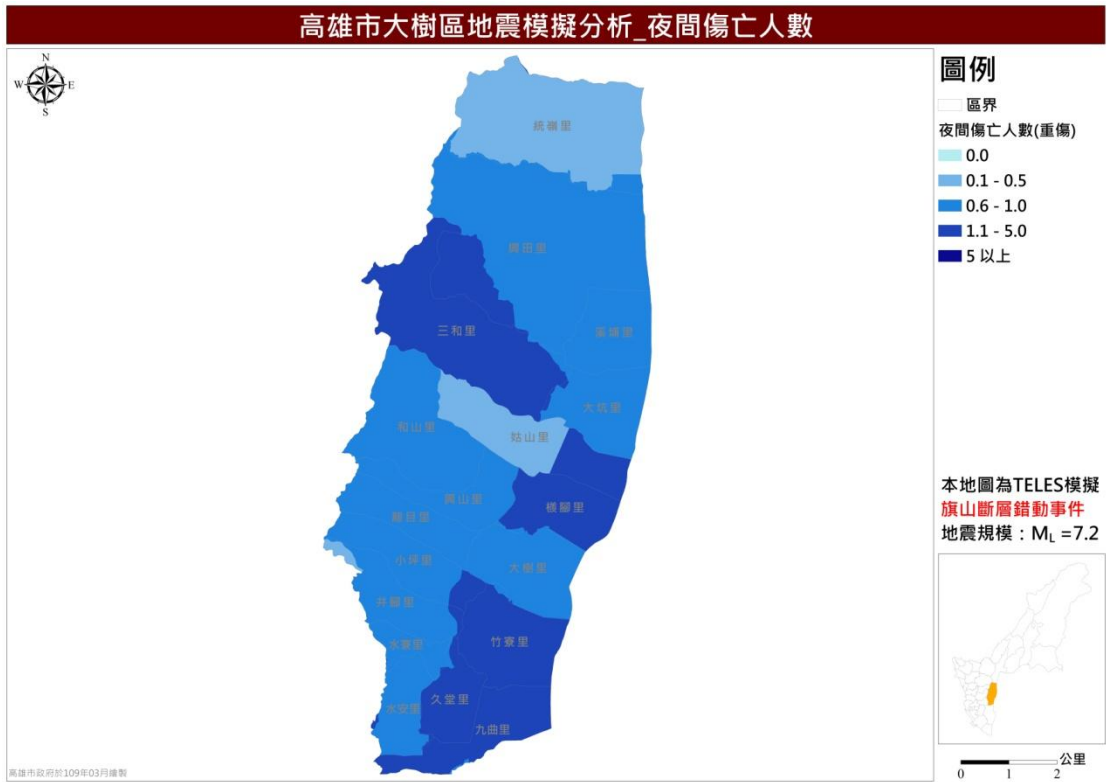 高雄市大樹區地震模擬分析_夜間傷亡人數
N
W
E
S
圖例
區界
夜間傷亡人數(重傷)
0.0
0.1 - 0.5
0.6 - 1.0
1.1 - 5.0
5 以上
統嶺里
興田里
三和里
溪埔里
大坑里
和山里
姑山里
興山里
檨腳里
龍目里
小坪里
大樹里
井腳里
水寮里
竹寮里
久堂里
水安里
九曲里
本地圖為TELES模擬
旗山斷層錯動事件
地震規模：ML =7.2
公里
0 1 2
高雄市政府於109年03月繪製